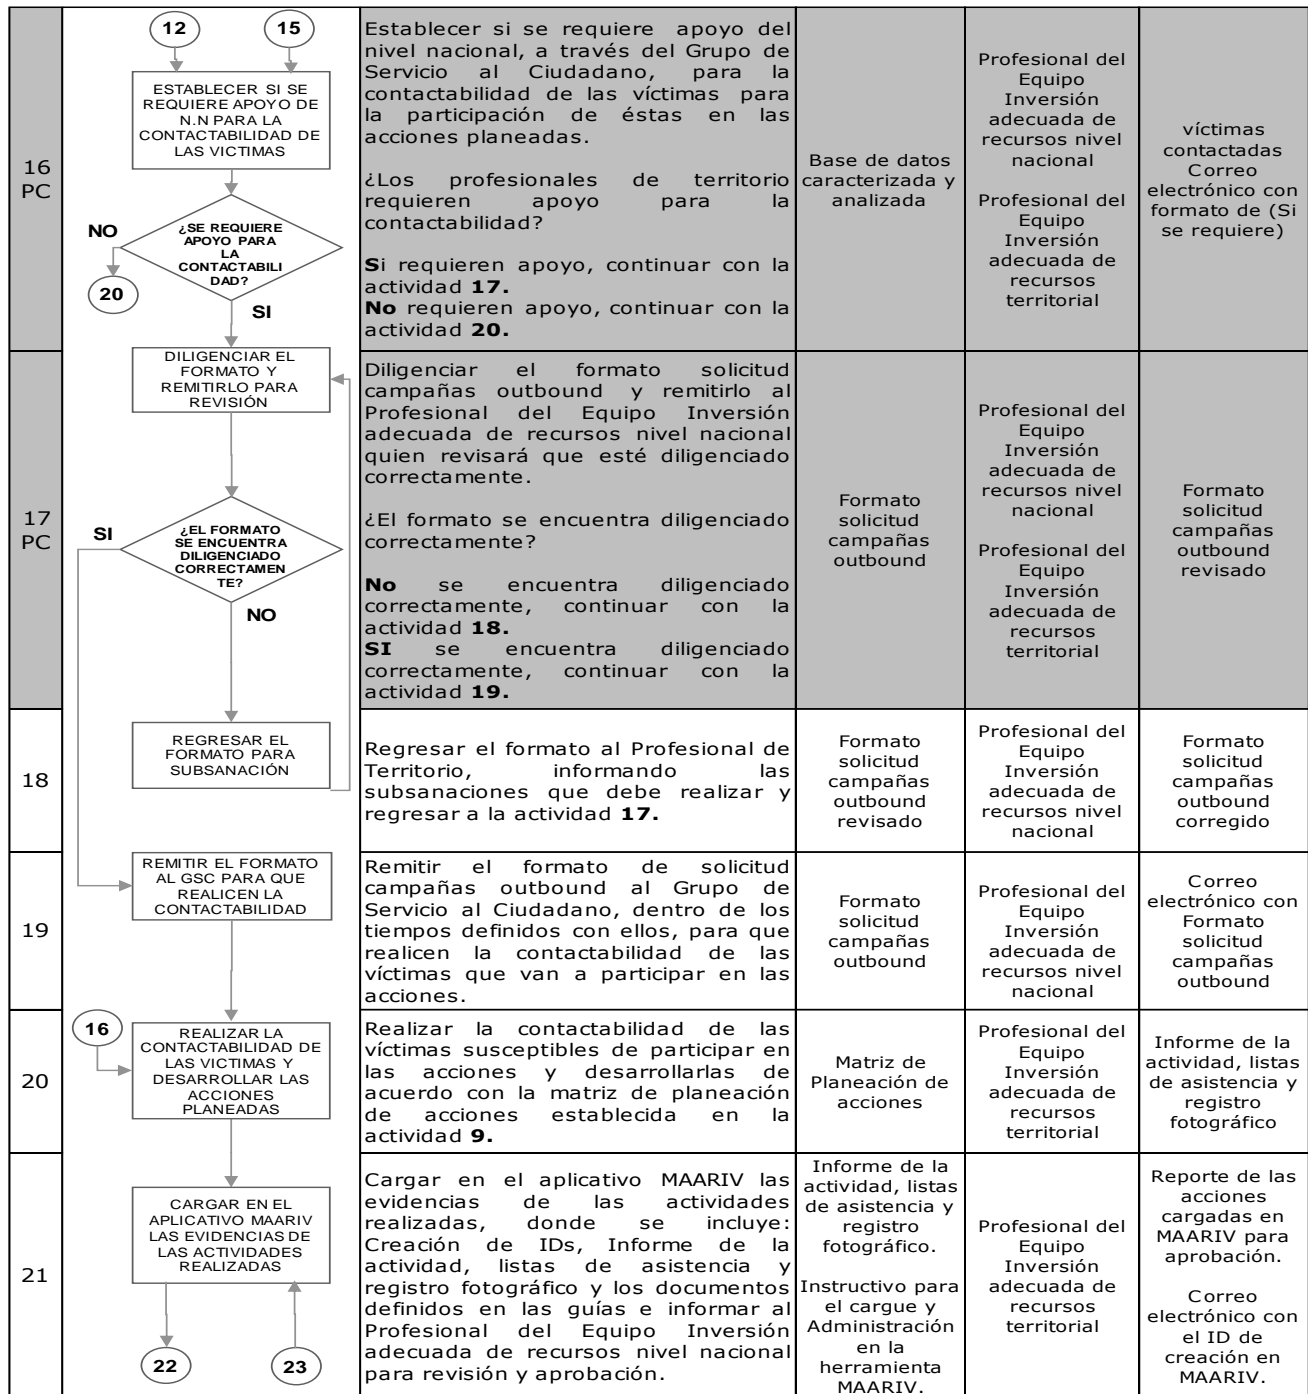 16
PC
12
15
ESTABLECER SI SE
REQUIERE APOYO DE
N.N PARA LA
CONTACTABILIDAD DE
LAS VICTIMAS
NO
¿SE REQUIERE
APOYO PARA
LA
CONTACTABILI
DAD?
20
SI
Establecer si se requiere apoyo del
nivel nacional, a través del Grupo de
Servicio al Ciudadano, para la
contactabilidad de las víctimas para
la participación de éstas en las
acciones planeadas.
¿Los profesionales de territorio
requieren apoyo para la
contactabilidad?
Si requieren apoyo, continuar con la
actividad 17.
No requieren apoyo, continuar con la
actividad 20.
Base de datos
caracterizada y
analizada
Profesional del
Equipo
Inversión
adecuada de
recursos nivel
nacional
Profesional del
Equipo
Inversión
adecuada de
recursos
territorial
víctimas
contactadas
Correo
electrónico con
formato de (Si
se requiere)
17
PC
DILIGENCIAR EL
FORMATO Y
REMITIRLO PARA
REVISIÓN
SI
¿EL FORMATO
SE ENCUENTRA
DILIGENCIADO
CORRECTAMEN
TE?
NO
Diligenciar el formato solicitud
campañas outbound y remitirlo al
Profesional del Equipo Inversión
adecuada de recursos nivel nacional
quien revisará que esté diligenciado
correctamente.
¿El formato se encuentra diligenciado
correctamente?
No se encuentra diligenciado
correctamente, continuar con la
actividad 18.
SI se encuentra diligenciado
correctamente, continuar con la
actividad 19.
Formato
solicitud
campañas
outbound
Profesional del
Equipo
Inversión
adecuada de
recursos nivel
nacional
Profesional del
Equipo
Inversión
adecuada de
recursos
territorial
Formato
solicitud
campañas
outbound
revisado
18
REGRESAR EL
FORMATO PARA
SUBSANACIÓN
Regresar el formato al Profesional de
Territorio, informando las
subsanaciones que debe realizar y
regresar a la actividad 17.
Formato
solicitud
campañas
outbound
revisado
Profesional del
Equipo
Inversión
adecuada de
recursos nivel
nacional
Formato
solicitud
campañas
outbound
corregido
19
REMITIR EL FORMATO
AL GSC PARA QUE
REALICEN LA
CONTACTABILIDAD
Remitir el formato de solicitud
campañas outbound al Grupo de
Servicio al Ciudadano, dentro de los
tiempos definidos con ellos, para que
realicen la contactabilidad de las
víctimas que van a participar en las
acciones.
Formato
solicitud
campañas
outbound
Profesional del
Equipo
Inversión
adecuada de
recursos nivel
nacional
Correo
electrónico con
Formato
solicitud
campañas
outbound
20
16
REALIZAR LA
CONTACTABILIDAD DE
LAS VICTIMAS Y
DESARROLLAR LAS
ACCIONES
PLANEADAS
Realizar la contactabilidad de las
víctimas susceptibles de participar en
las acciones y desarrollarlas de
acuerdo con la matriz de planeación
de acciones establecida en la
actividad 9.
Matriz de
Planeación de
acciones
Profesional del
Equipo
Inversión
adecuada de
recursos
territorial
Informe de la
actividad, listas
de asistencia y
registro
fotográfico
21
CARGAR EN EL
APLICATIVO MAARIV
LAS EVIDENCIAS DE
LAS ACTIVIDADES
REALIZADAS
22
23
Cargar en el aplicativo MAARIV las
evidencias de las actividades
realizadas, donde se incluye:
Creación de IDs, Informe de la
actividad, listas de asistencia y
registro fotográfico y los documentos
definidos en las guías e informar al
Profesional del Equipo Inversión
adecuada de recursos nivel nacional
para revisión y aprobación.
Informe de la
actividad, listas
de asistencia y
registro
fotográfico.
Instructivo para
el cargue y
Administración
en la
herramienta
MAARIV.
Profesional del
Equipo
Inversión
adecuada de
recursos
territorial
Reporte de las
acciones
cargadas en
MAARIV para
aprobación.
Correo
electrónico con
el ID de
creación en
MAARIV.